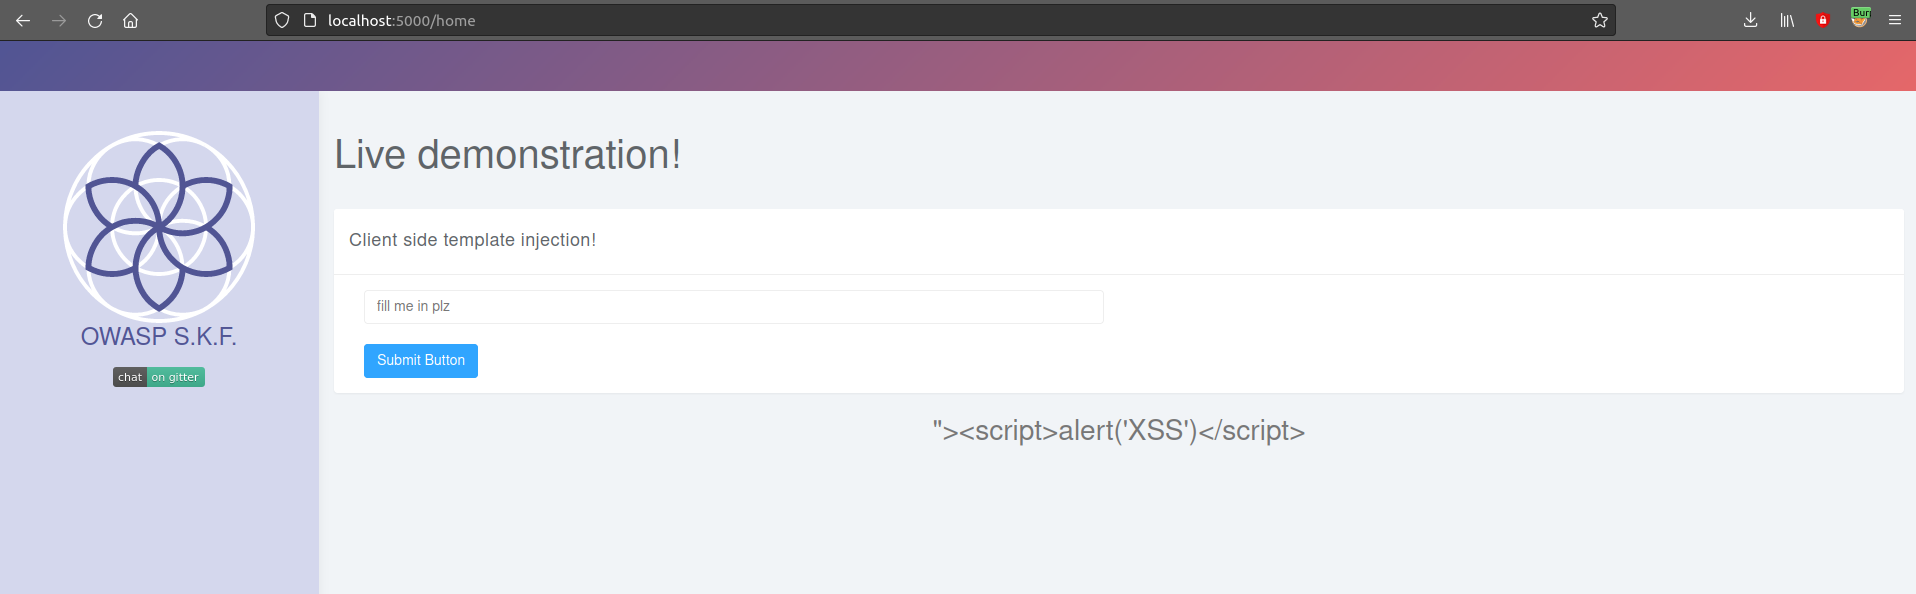 localhost:5000/home
Bur
Live demonstration!
Client side template injection!
fill me in plz
OWASP S.K.F.
Submit Button
chat on gitter
"><script>alert('XSS')</script>